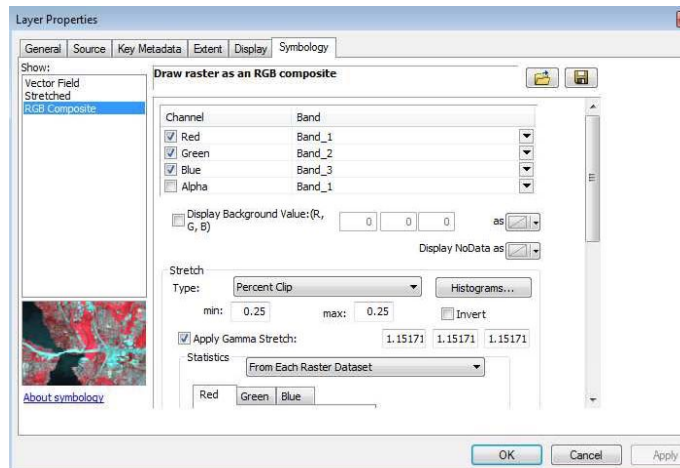 Layer Properties
General Source Key Metadata Extent Display Symbology
Show:
Vector Field
Stretched
RGB Composite
Draw raster as an RGB composite
Channel Band
Red Band_1
Green Band_2
Blue Band_3
Alpha Band_1
Display Background Value:(R, G, B) 0 0 0 as
Display NoData as
Stretch
Type: Percent Clip Histograms...
min: 0.25 max: 0.25 Invert
Apply Gamma Stretch: 1.15171 1.15171 1.15171
Statistics
From Each Raster Dataset
Red Green Blue
About symbology
OK Cancel Apply